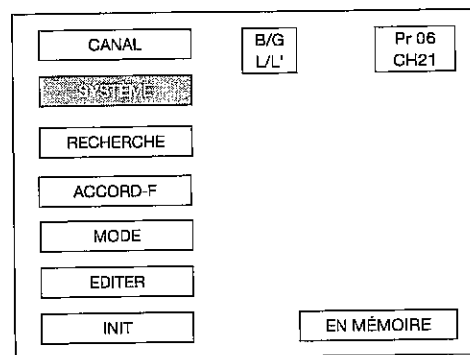 CANAL
B/G
L/L'
Pr 06
CH21
SYSTEME
RECHERCHE
ACCORD-F
MODE
EDITER
INIT
EN MÉMOIRE